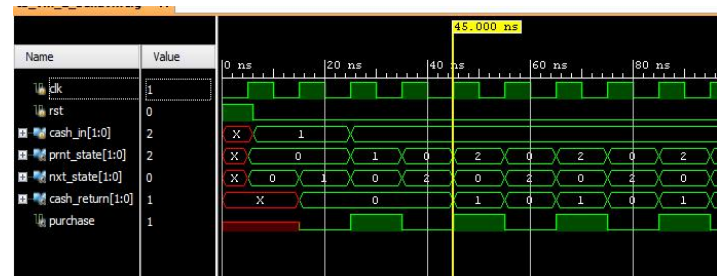 45.000 ns
Name Value
0 ns 20 ns 40 ns 60 ns 80 ns
clk 1
rst 0
cash_in[1:0] 2 X 1
prnt_state[1:0] 2 X 0 1 0 2 0 2 0 2
nxt_state[1:0] 0 X 0 1 0 2 0 2 0 2 0
cash_return[1:0] 1 X 0 1 0 1 0 1
purchase 1